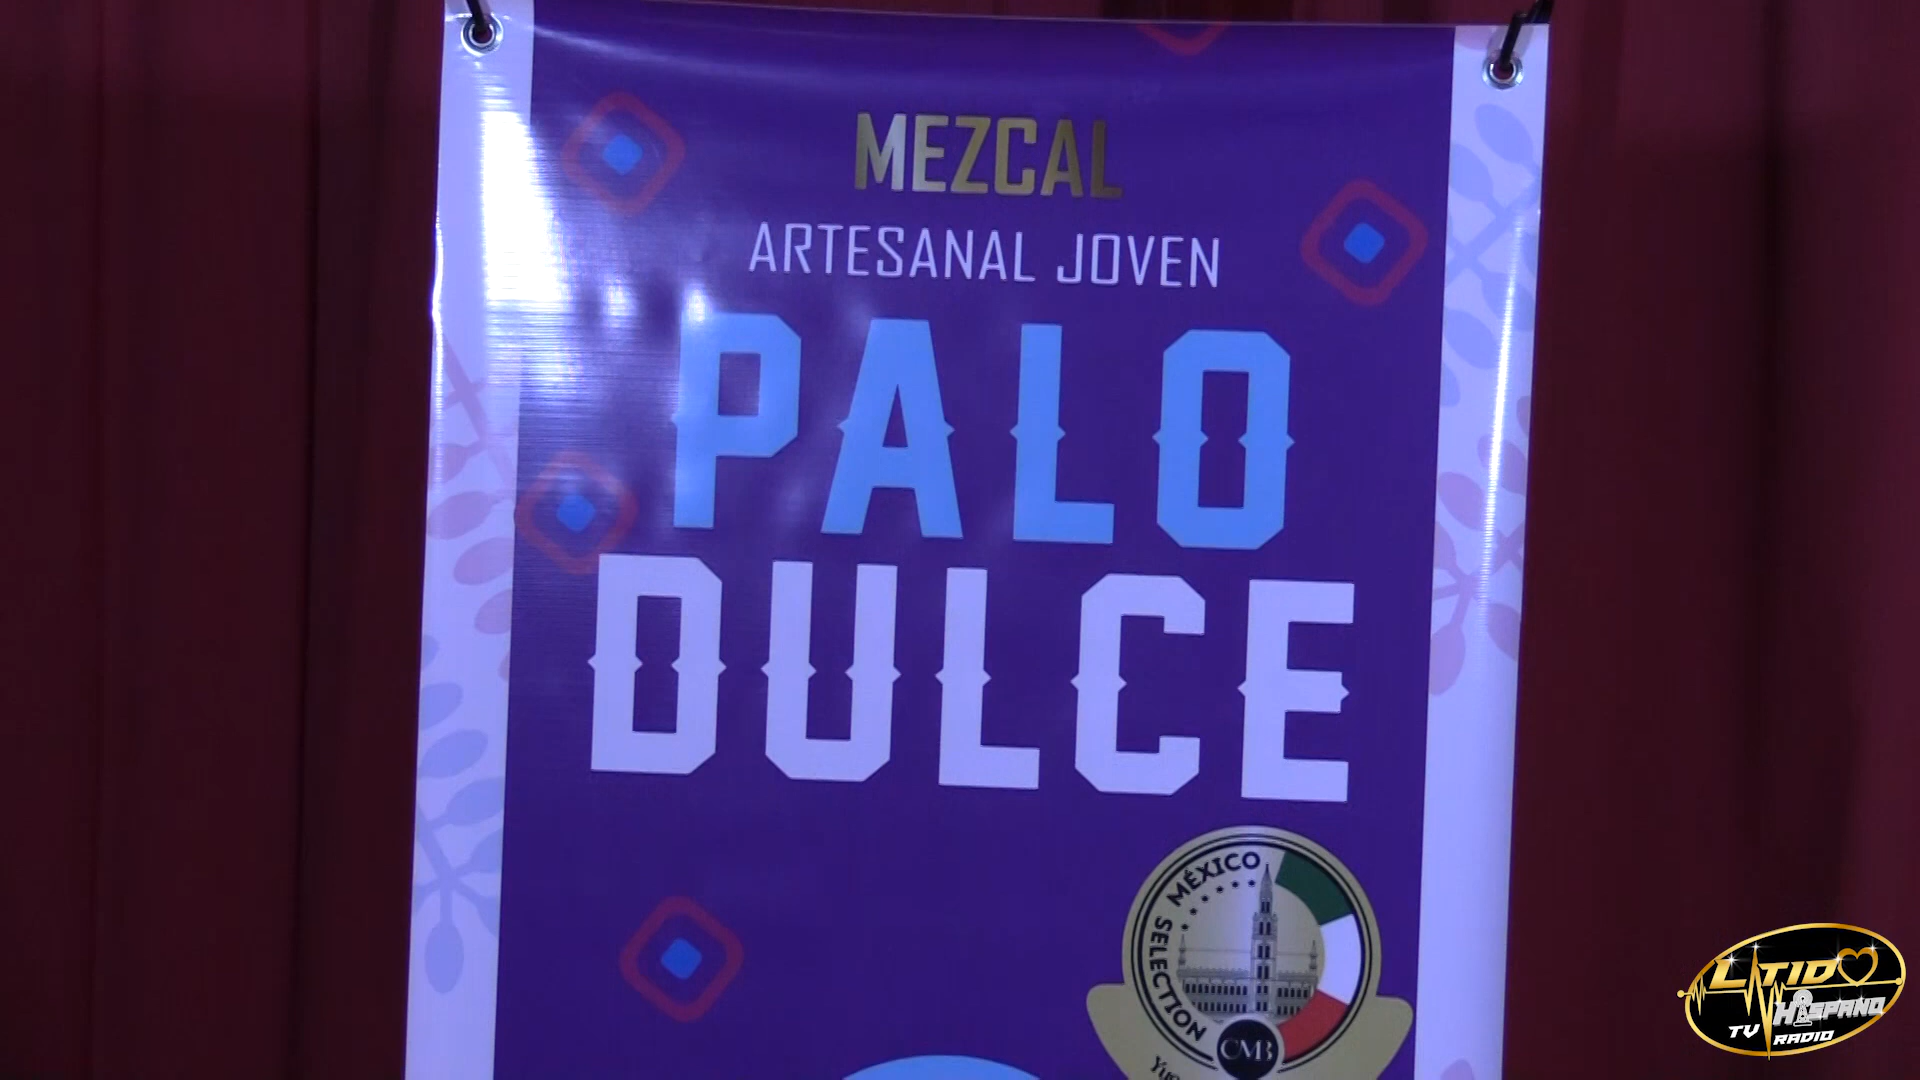 MEZCAL
ARTESANAL JOVEN
PALO
DULCE
MÉXICO
SELECTION
CMB
LATIDO
HISPANO
TV RADIO